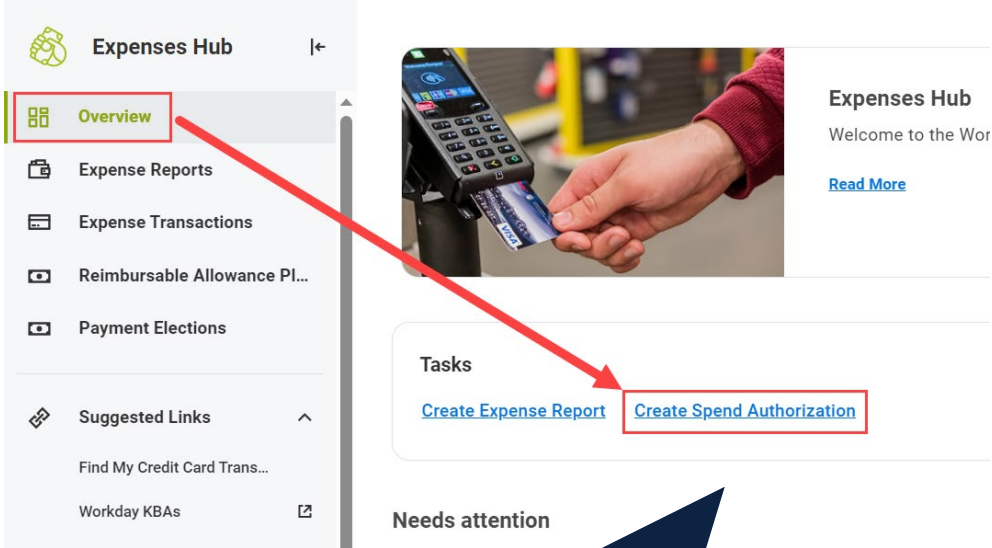 Expenses Hub
Overview
Expense Reports
Expense Transactions
Reimbursable Allowance Pl...
Payment Elections
Suggested Links
Find My Credit Card Trans...
Workday KBAs
Expenses Hub
Welcome to the Wor
Read More
VISA
Tasks
Create Expense Report
Create Spend Authorization
Needs attention